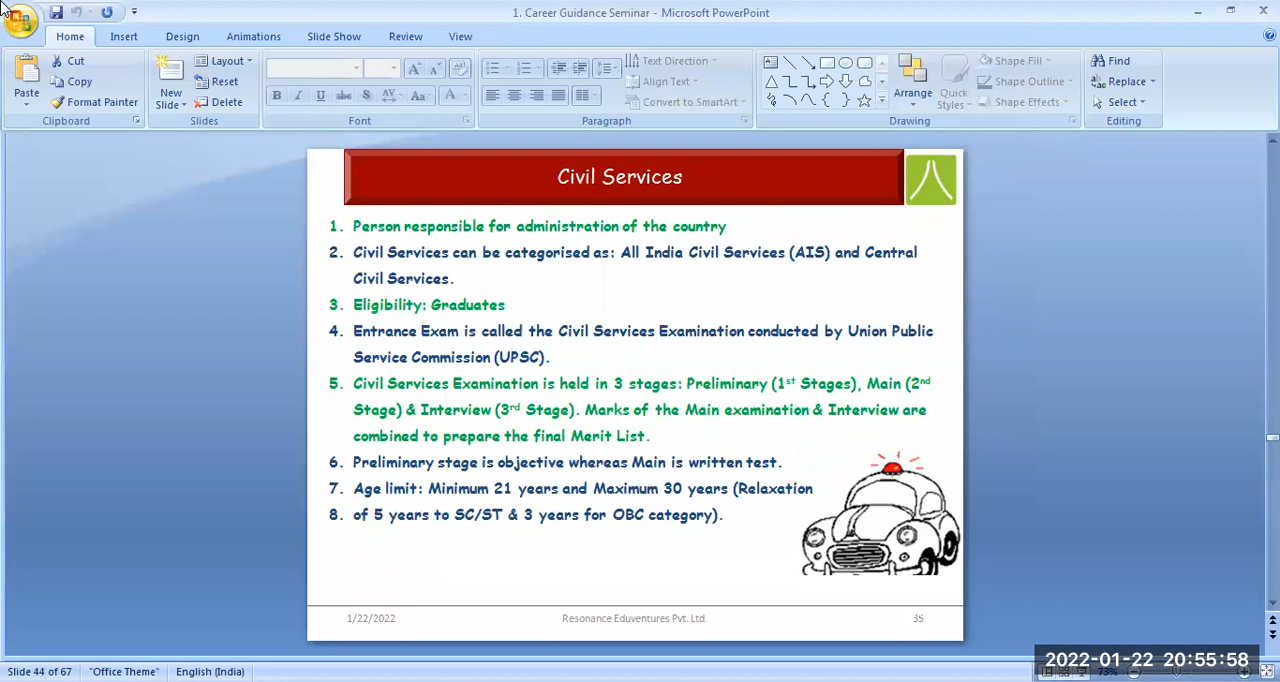 1. Career Guidance Seminar - Microsoft PowerPoint
Home Insert Design Animations Slide Show Review View
Paste
Cut
Copy
Format Painter
Clipboard
New Slide
Layout
Reset
Delete
Slides
B I U abc S AV Aa A
Font
Text Direction
Align Text
Convert to SmartArt
Paragraph
Arrange
Quick Styles
Shape Fill
Shape Outline
Shape Effects
Drawing
Find
Replace
Select
Editing
Civil Services
1. Person responsible for administration of the country
2. Civil Services can be categorised as: All India Civil Services (AIS) and Central
Civil Services.
3. Eligibility: Graduates
4. Entrance Exam is called the Civil Services Examination conducted by Union Public
Service Commission (UPSC).
5. Civil Services Examination is held in 3 stages: Preliminary (1st Stages), Main (2nd
Stage) & Interview (3rd Stage). Marks of the Main examination & Interview are
combined to prepare the final Merit List.
6. Preliminary stage is objective whereas Main is written test.
7. Age limit: Minimum 21 years and Maximum 30 years (Relaxation
8. of 5 years to SC/ST & 3 years for OBC category).
1/22/2022 Resonance Eduventures Pvt. Ltd. 35
Slide 44 of 67 "Office Theme" English (India) 73%
2022-01-22 20:55:58